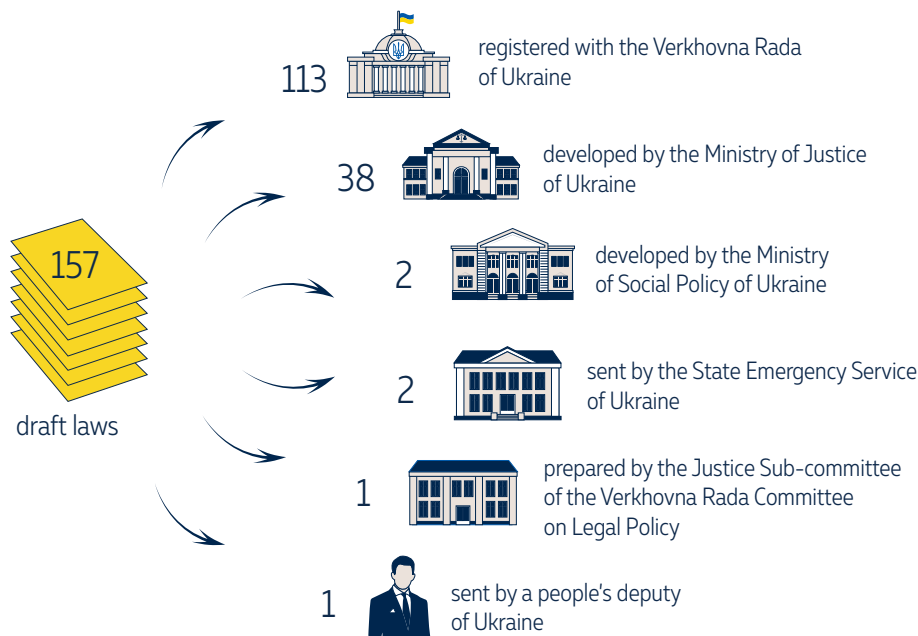 113
registered with the Verkhovna Rada
of Ukraine
38
developed by the Ministry of Justice
of Ukraine
157
draft laws
2
developed by the Ministry
of Social Policy of Ukraine
2
sent by the State Emergency Service
of Ukraine
1
prepared by the Justice Sub-committee
of the Verkhovna Rada Committee
on Legal Policy
1
sent by a people's deputy
of Ukraine